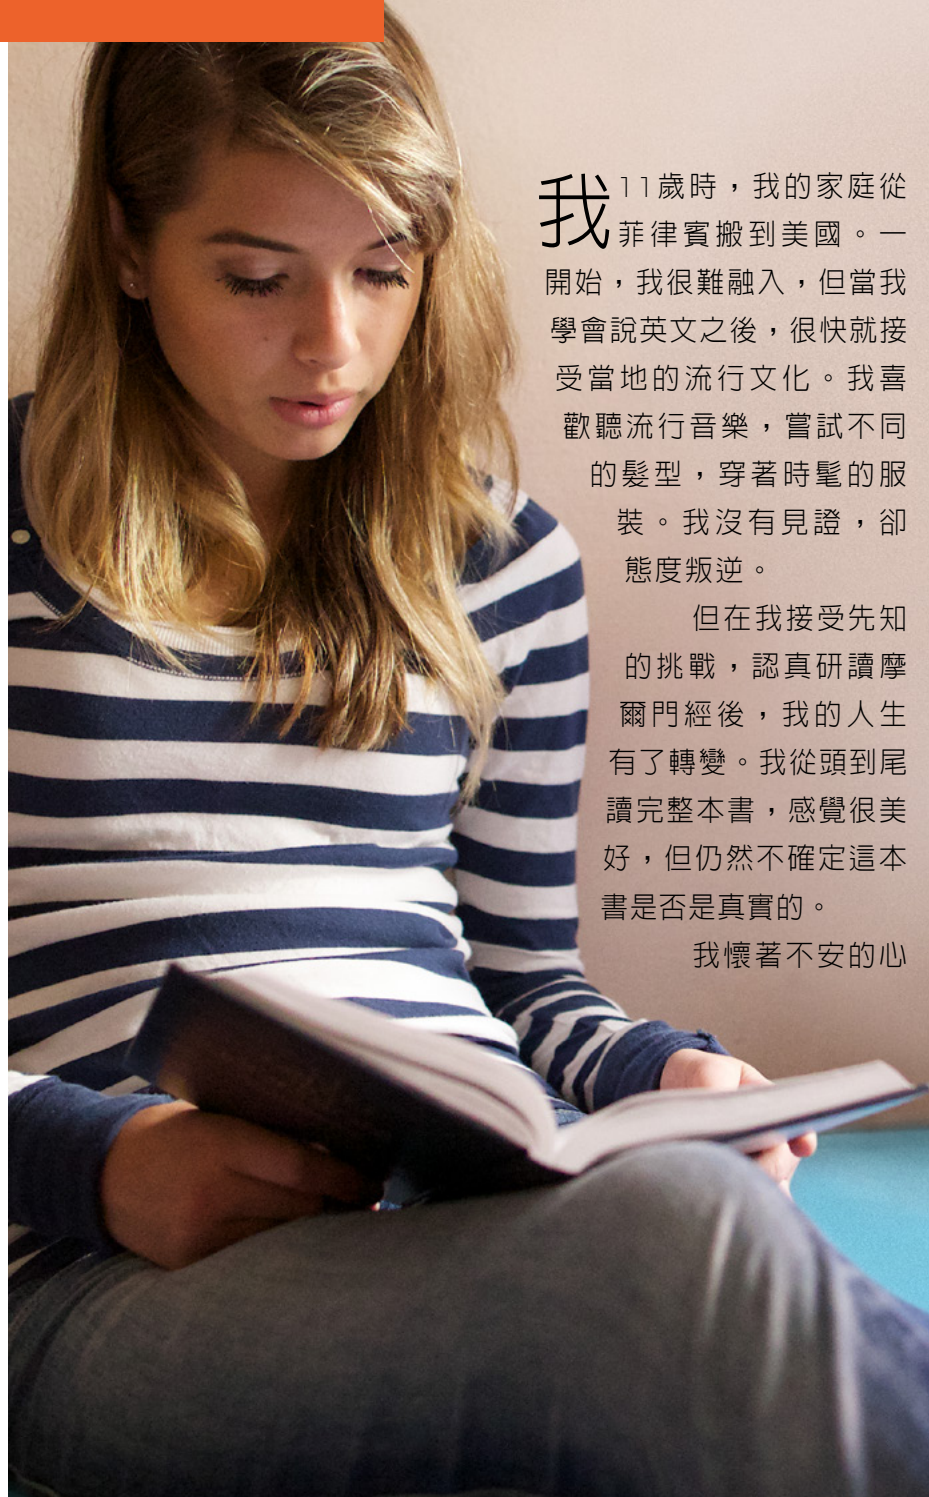 我11歲時，我的家庭從
菲律賓搬到美國。一
開始，我很難融入，但當我
學會說英文之後，很快就接
受當地的流行文化。我喜
歡聽流行音樂，嘗試不同
的髮型，穿著時髦的服
裝。我沒有見證，卻
態度叛逆。
但在我接受先知
的挑戰，認真研讀摩
爾門經後，我的人生
有了轉變。我從頭到尾
讀完整本書，感覺很美
好，但仍然不確定這本
書是否是真實的。
我懷著不安的心